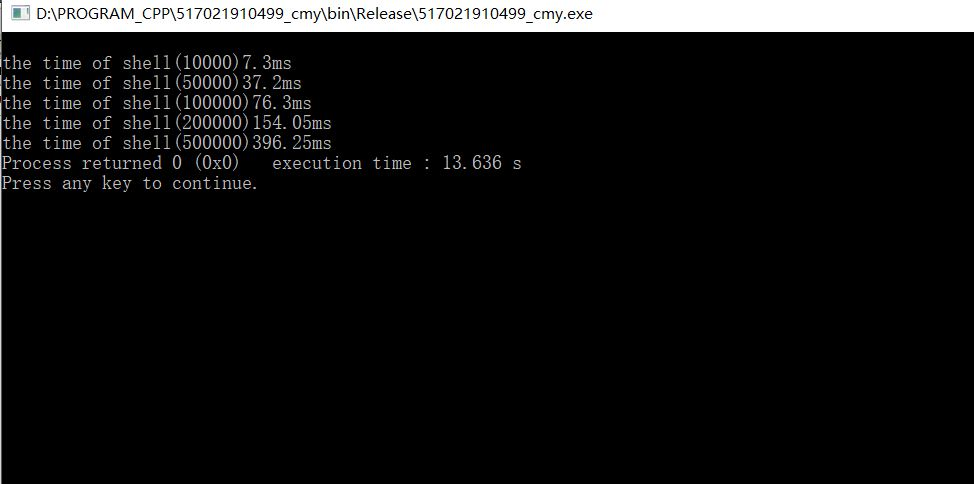 D:\PROGRAM_CPP\517021910499_cmy\bin\Release\517021910499_cmy.exe
the time of shell(10000)7.3ms
the time of shell(50000)37.2ms
the time of shell(100000)76.3ms
the time of shell(200000)154.05ms
the time of shell(500000)396.25ms
Process returned 0 (0x0)   execution time : 13.636 s
Press any key to continue.